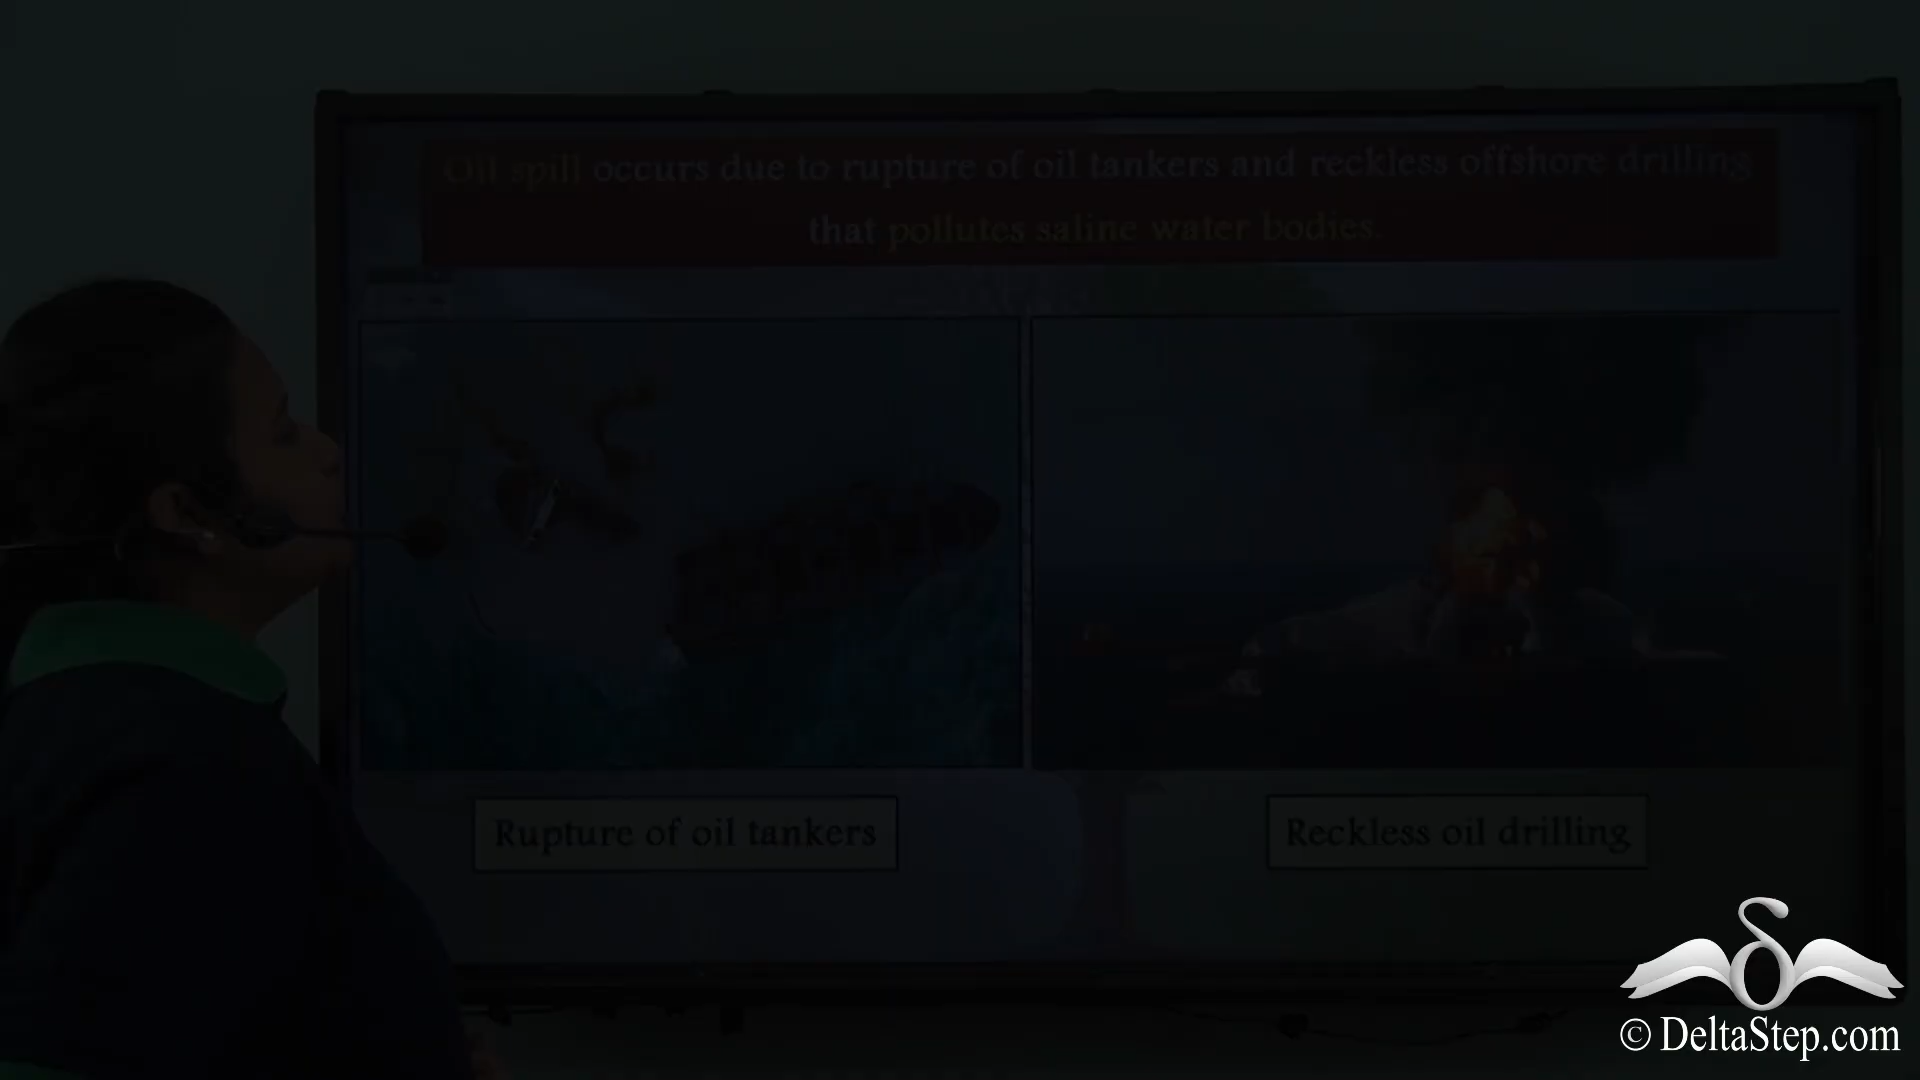 Oil spill occurs due to rupture of oil tankers and reckless offshore drilling
that pollutes saline water bodies.
Rupture of oil tankers
Reckless oil drilling
© DeltaStep.com